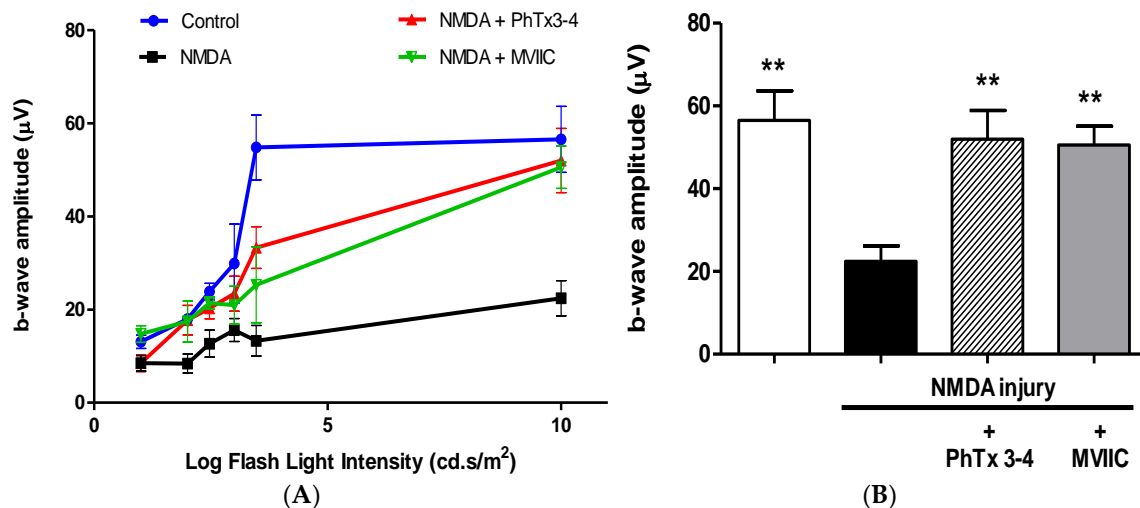 Control
NMDA
NMDA + PhTx3-4
NMDA + MVIIC
b-wave amplitude (µV)
80
60
40
20
0
0
5
10
Log Flash Light Intensity (cd.s/m²)
(A)
b-wave amplitude (µV)
80
60
40
20
0
**
**
**
NMDA injury
+
PhTx 3-4
+
MVIIC
(B)